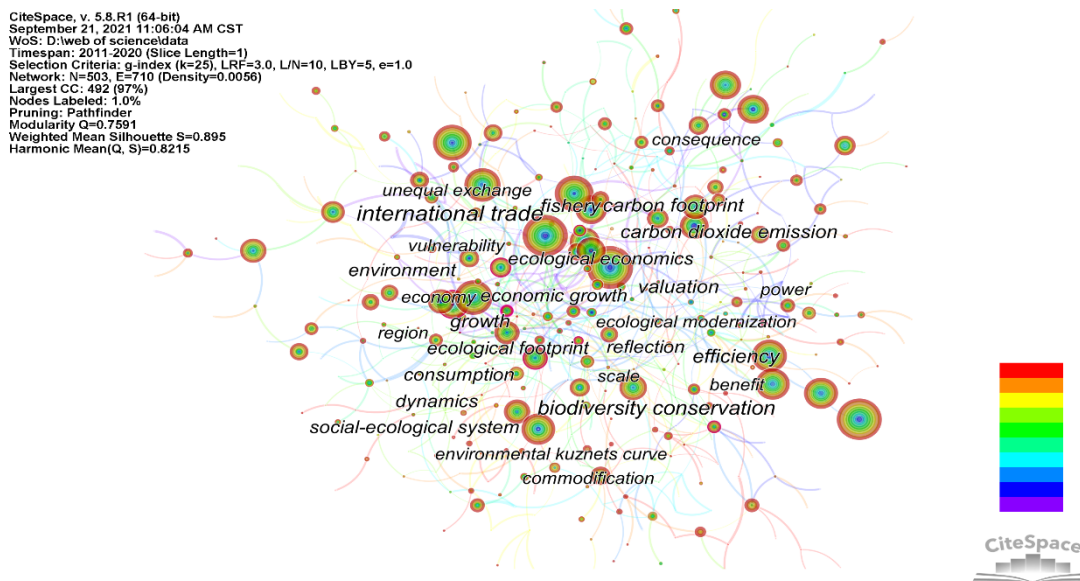 CiteSpace, v. 5.8.R1 (64-bit)
September 21, 2021 11:06:04 AM CST
WoS: D:\web of science\data
Timespan: 2011-2020 (Slice Length=1)
Selection Criteria: g-index (k=25), LRF=3.0, L/N=10, LBY=5, e=1.0
Network: N=503, E=710 (Density=0.0056)
Largest CC: 492 (97%)
Nodes Labeled: 1.0%
Pruning: Pathfinder
Modularity Q=0.7591
Weighted Mean Silhouette S=0.895
Harmonic Mean(Q, S)=0.8215
consequence
unequal exchange
fishery
carbon footprint
international trade
carbon dioxide emission
vulnerability
ecological economics
environment
valuation
economy
economic growth
power
growth
ecological modernization
region
ecological footprint
reflection
efficiency
consumption
scale
benefit
dynamics
biodiversity conservation
social-ecological system
environmental kuznets curve
commodification
CiteSpace